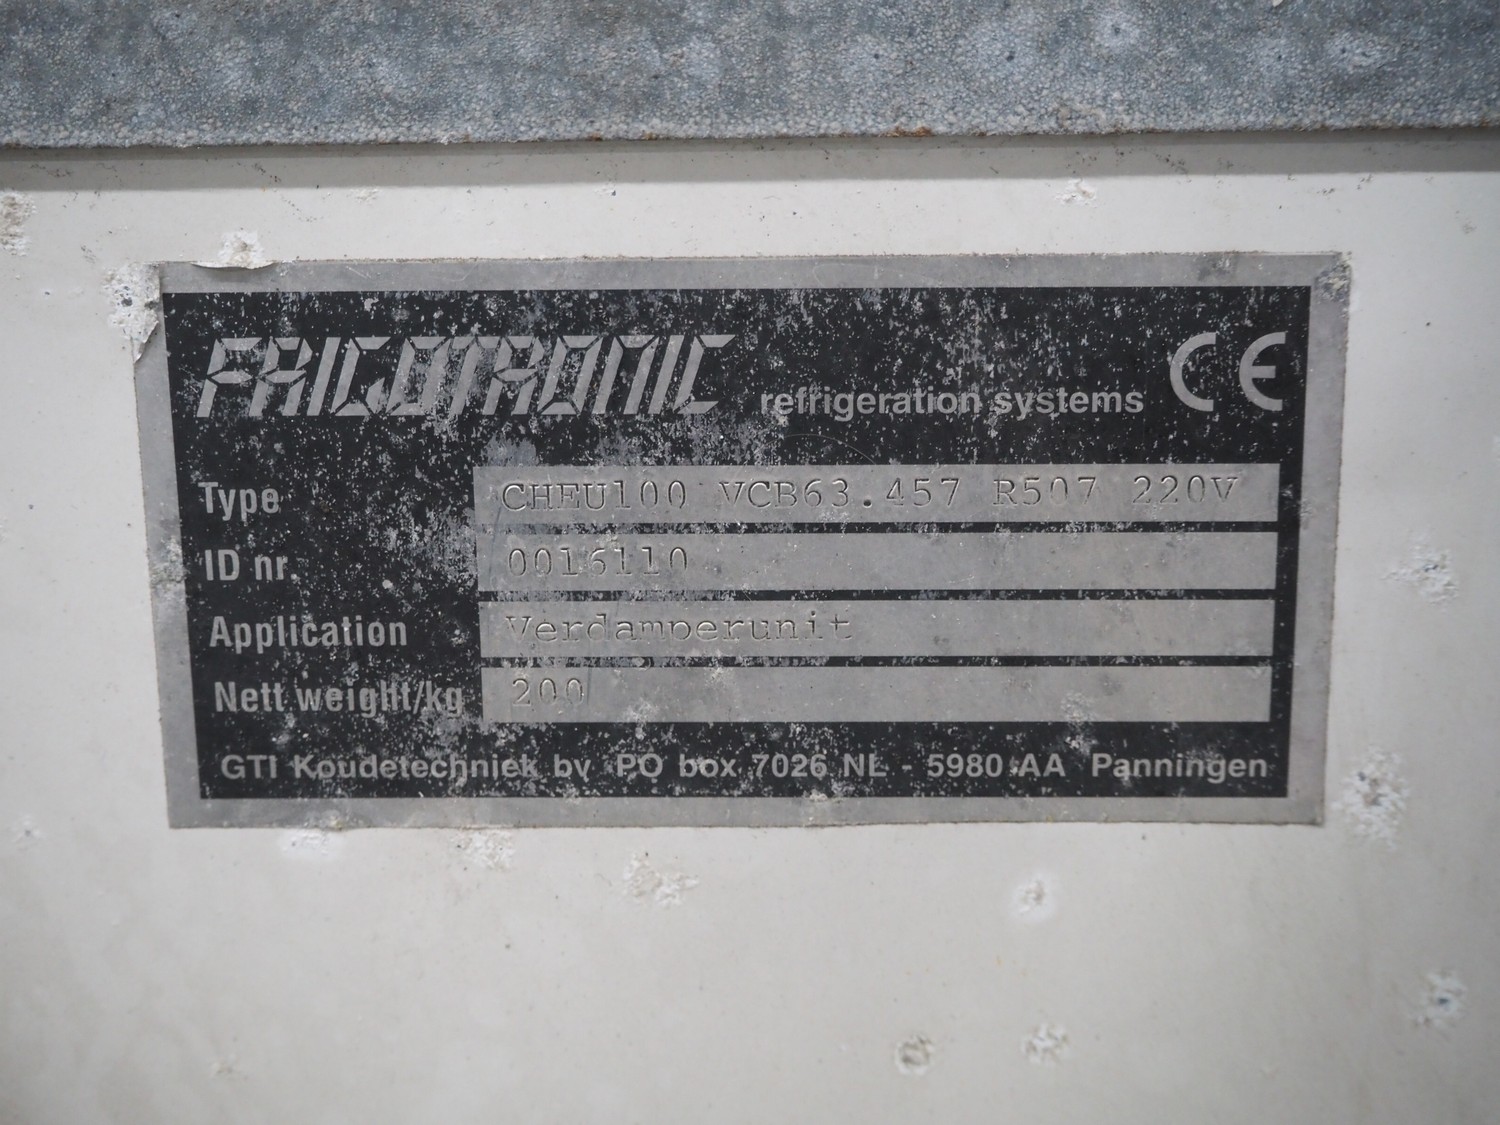 FRIGOTRONIC refrigeration systems CE
Type CHEU100 VCB63.457 R507 220V
ID nr. 0016110
Application Verdamperunit
Nett weight/kg 200
GTI Koudetechniek bv PO box 7026 NL - 5980 AA Panningen